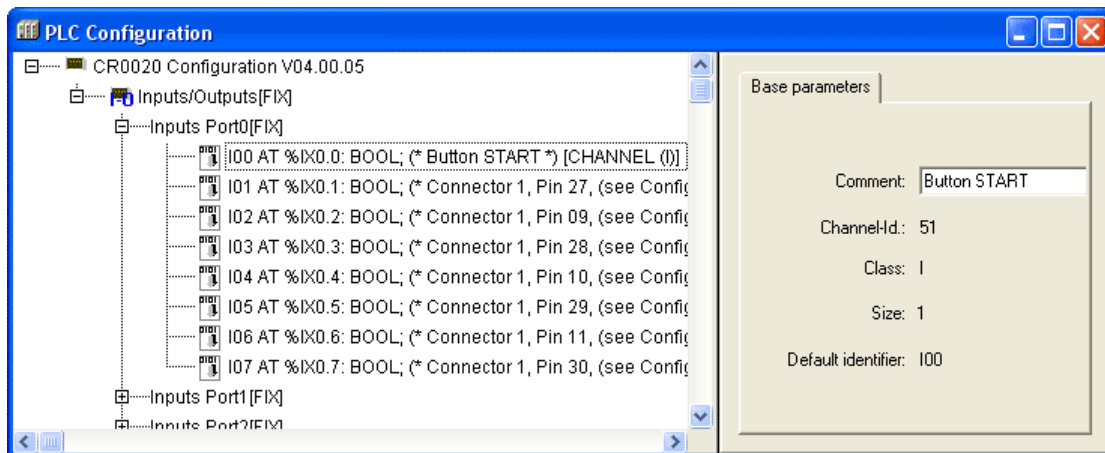 PLC Configuration
CR0020 Configuration V04.00.05
Inputs/Outputs[FIX]
Inputs Port0[FIX]
I00 AT %IX0.0: BOOL; (* Button START *) [CHANNEL (I)]
I01 AT %IX0.1: BOOL; (* Connector 1, Pin 27, (see Config
I02 AT %IX0.2: BOOL; (* Connector 1, Pin 09, (see Config
I03 AT %IX0.3: BOOL; (* Connector 1, Pin 28, (see Config
I04 AT %IX0.4: BOOL; (* Connector 1, Pin 10, (see Config
I05 AT %IX0.5: BOOL; (* Connector 1, Pin 29, (see Config
I06 AT %IX0.6: BOOL; (* Connector 1, Pin 11, (see Config
I07 AT %IX0.7: BOOL; (* Connector 1, Pin 30, (see Config
Inputs Port1[FIX]
Inputs Port2[FIX]
Base parameters
Comment: Button START
Channel-Id.: 51
Class: I
Size: 1
Default identifier: I00